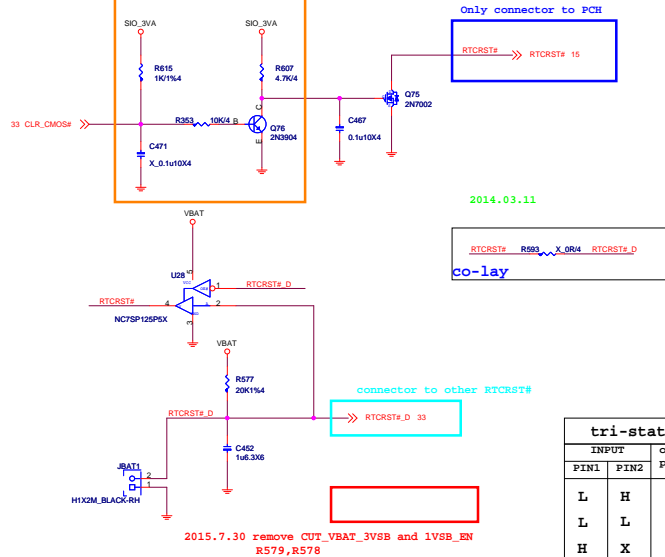 Only connector to PCH
SIO_3VA
SIO_3VA
RTCRST#
RTCRST# 15
R615
1K/1%4
R607
4.7K/4
Q75
2N7002
33 CLR_CMOS#
R353
10K/4
B
C
E
Q76
2N3904
C467
0.1u10X4
C471
X_0.1u10X4
2014.03.11
VBAT
RTCRST#
R593
X_0R/4
RTCRST#_D
co-lay
U28
5
VCC
1
RTCRST#_D
RTCRST#
4
2
3
NC7SP125P5X
VBAT
R577
20K1%4
connector to other RTCRST#
RTCRST#_D
RTCRST#_D 33
C452
1u6.3X6
JBAT1
2
1
H1X2M_BLACK-RH
tri-stat
INPUT
PIN1
PIN2
L
H
L
L
H
X
2015.7.30 remove CUT_VBAT_3VSB and 1VSB_EN
R579,R578